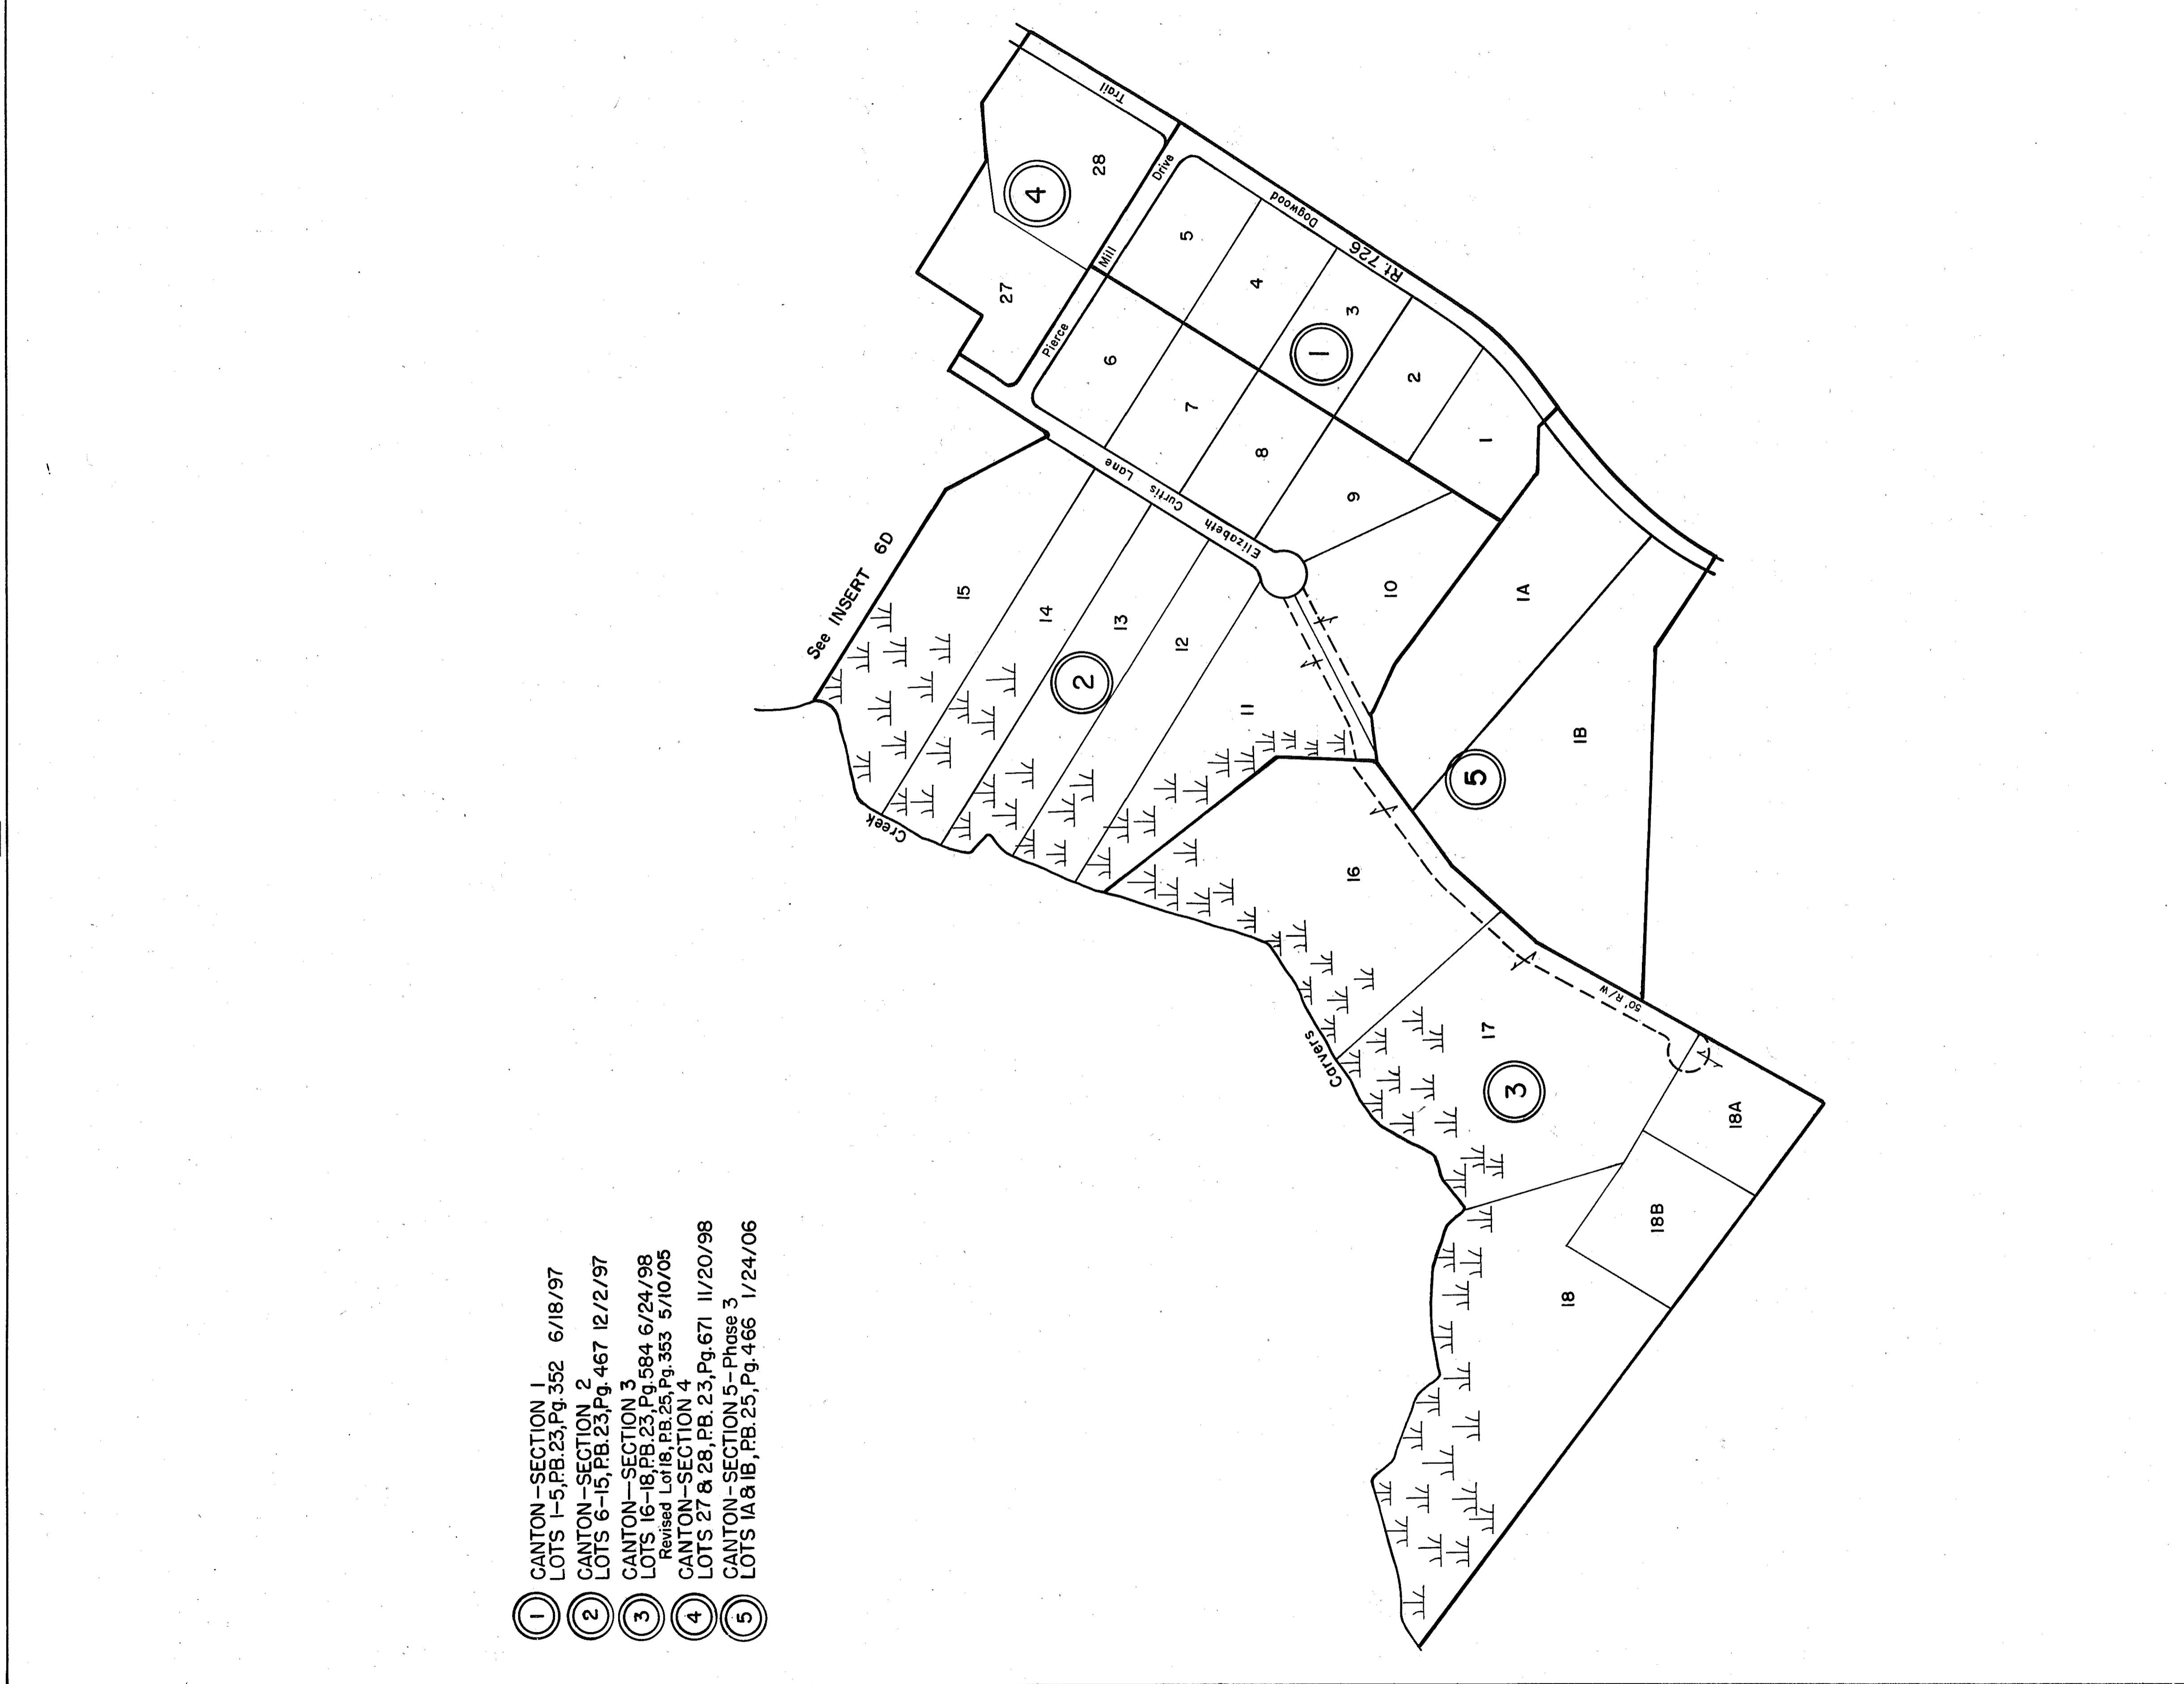 1 CANTON-SECTION 1
LOTS 1-5,P.B.23,Pg.352 6/18/97
2 CANTON-SECTION 2
LOTS 6-15,P.B.23,Pg.467 12/2/97
3 CANTON-SECTION 3
LOTS 16-18,P.B.23,Pg.584 6/24/98
Revised Lot 18,P.B.25,Pg.353 5/10/05
4 CANTON-SECTION 4
LOTS 27 & 28,P.B.23,Pg.671 11/20/98
5 CANTON-SECTION 5-Phase 3
LOTS 1A & 1B,P.B.25,Pg.466 1/24/06
See INSERT 6D
Carvers
Creek
Elizabeth Curtis Lane
Pierce Mill Drive
Dogwood Trail
Rt. 726
50' R/W
1
2
3
4
5
1
2
3
4
5
6
7
8
9
10
11
12
13
14
15
16
17
18
18A
18B
27
28
1A
1B